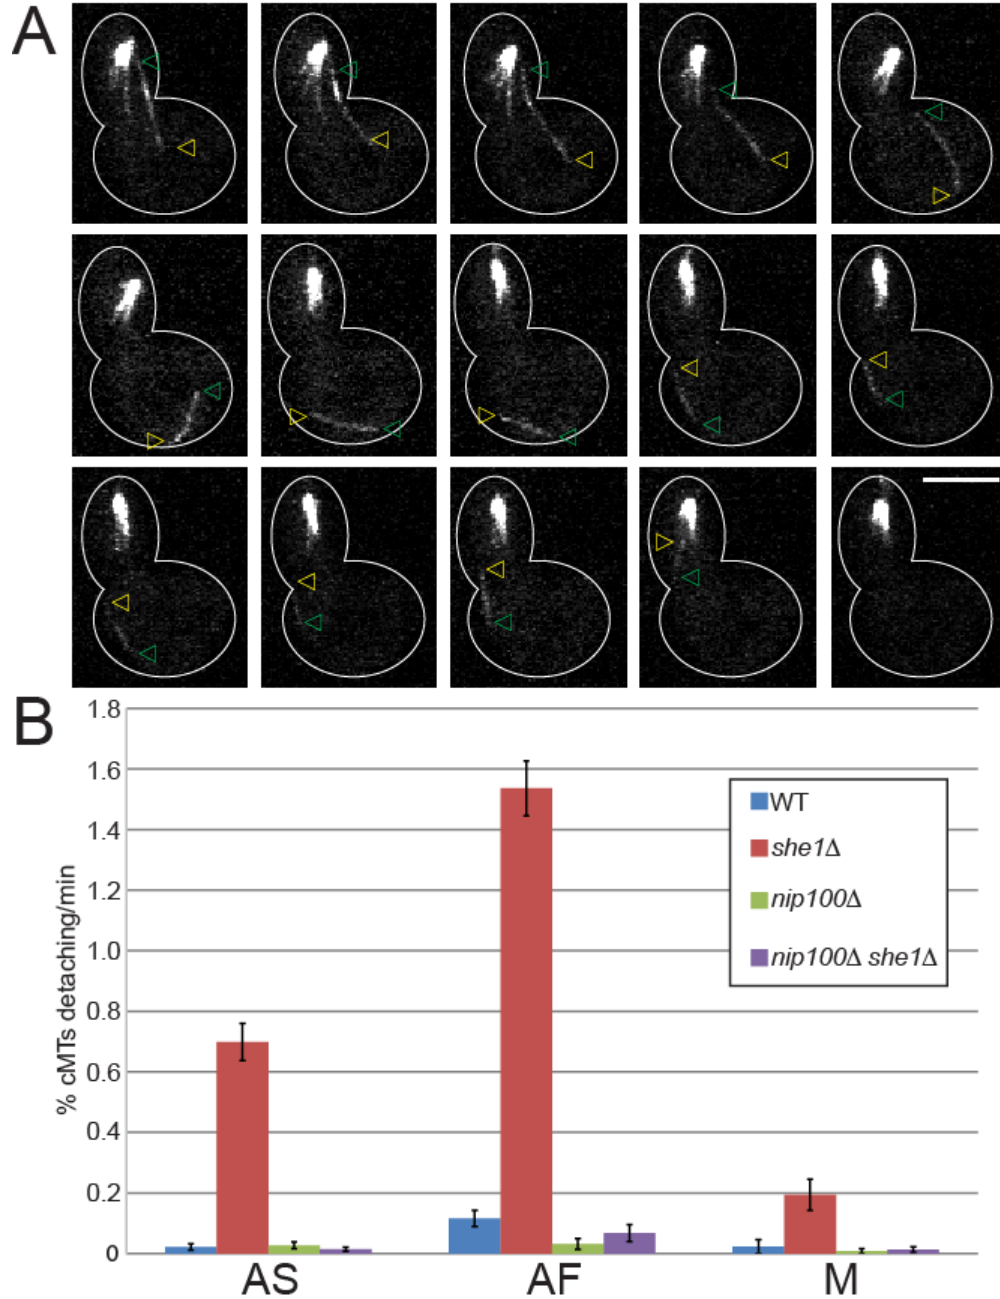 A
B
% cMTs detaching/min
1.8
1.6
1.4
1.2
1.0
0.8
0.6
0.4
0.2
0
WT
she1Δ
nip100Δ
nip100Δ she1Δ
AS
AF
M